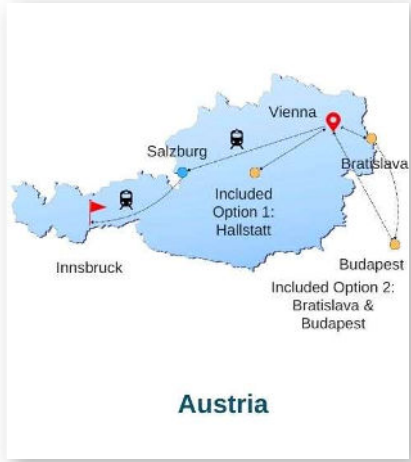 Vienna
Salzburg
Bratislava
Included
Option 1:
Hallstatt
Innsbruck
Budapest
Included Option 2:
Bratislava &
Budapest
Austria